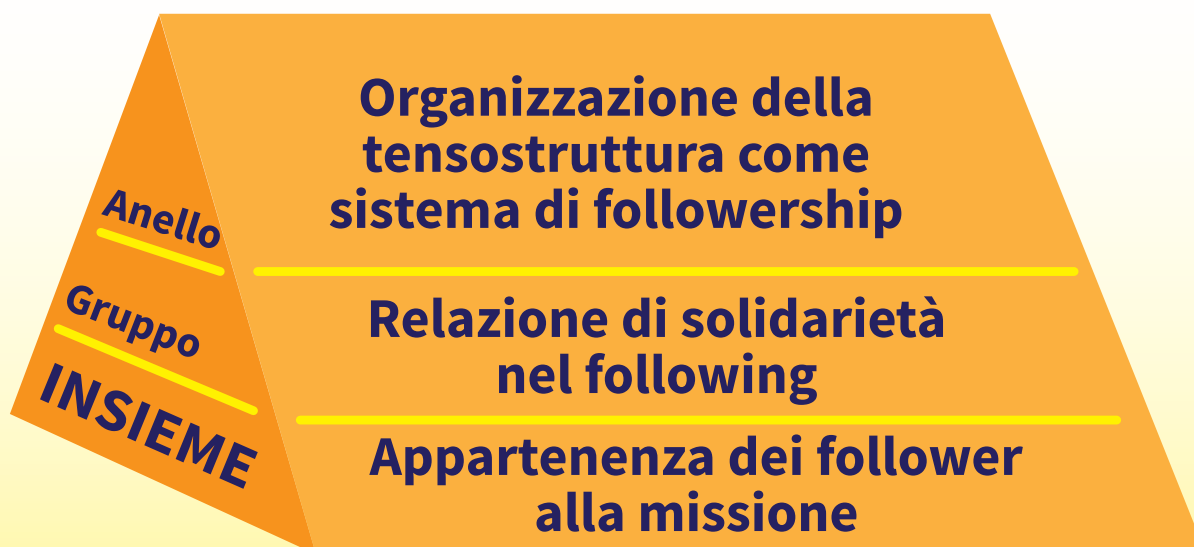 Anello
Organizzazione della
tensostruttura come
sistema di followership
Gruppo
Relazione di solidarietà
nel following
INSIEME
Appartenenza dei follower
alla missione